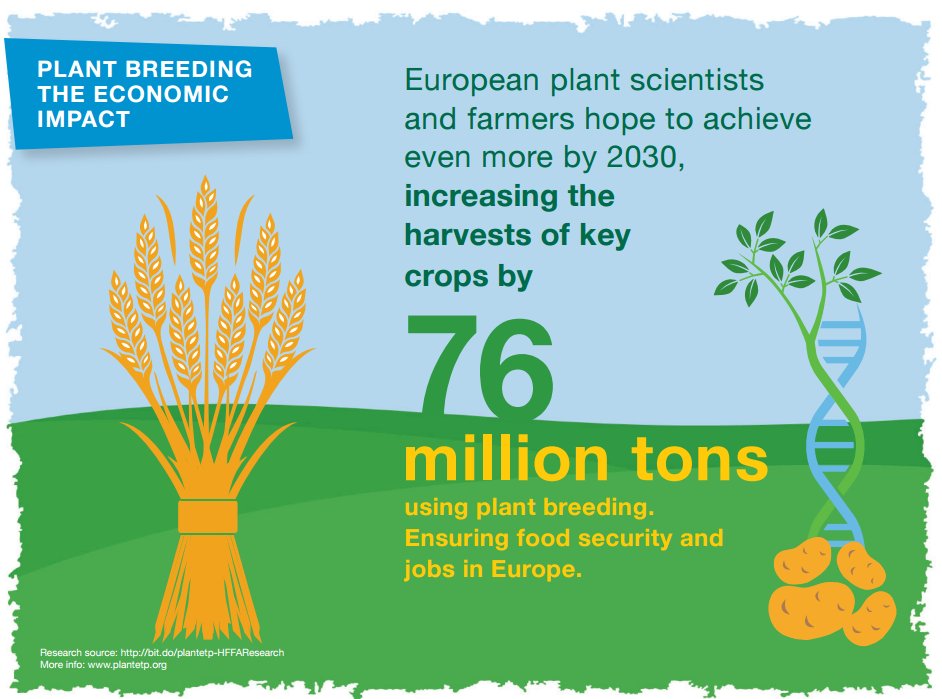 PLANT BREEDING
THE ECONOMIC
IMPACT
European plant scientists
and farmers hope to achieve
even more by 2030,
increasing the
harvests of key
crops by
76
million tons
using plant breeding.
Ensuring food security and
jobs in Europe.
Research source: http://bit.do/plantetp-HFFAResearch
More info: www.plantetp.org